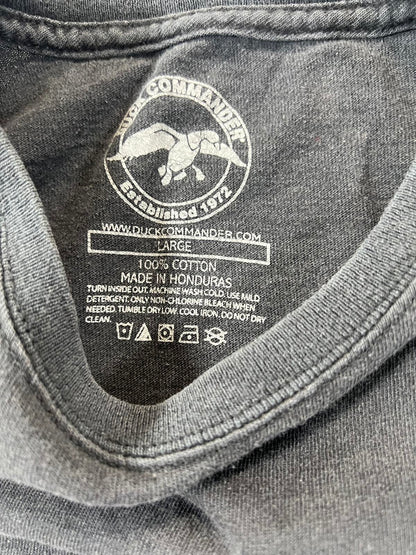 DUCK COMMANDER
Established 1972
WWW.DUCKCOMMANDER.COM
LARGE
100% COTTON
MADE IN HONDURAS
TURN INSIDE OUT. MACHINE WASH COLD. USE MILD
DETERGENT. ONLY NON-CHLORINE BLEACH WHEN
NEEDED. TUMBLE DRY LOW. COOL IRON. DO NOT DRY
CLEAN.